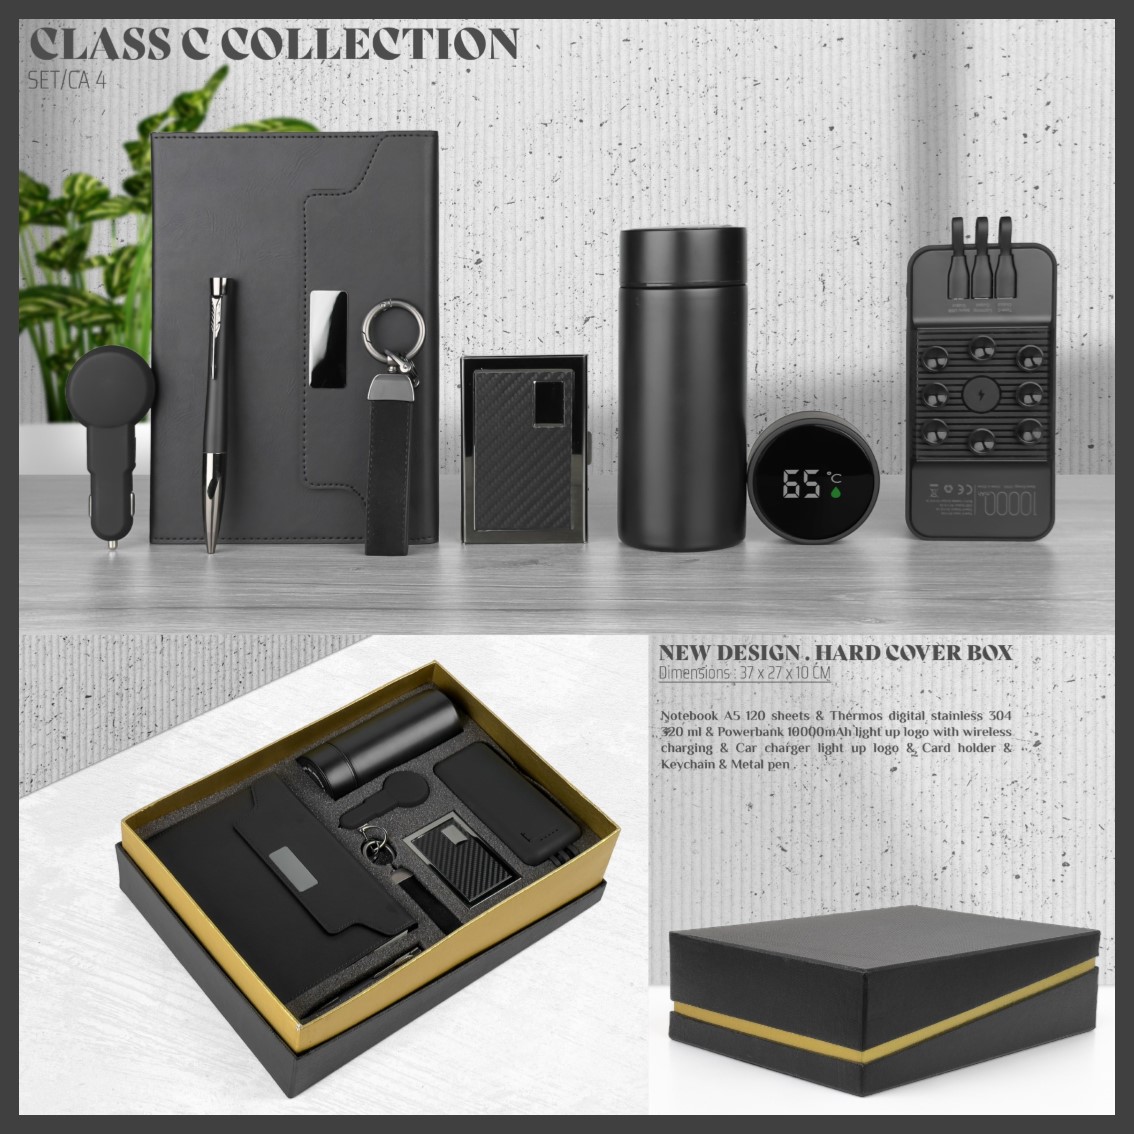 CLASS C COLLECTION
SET/CA 4
65 °C
10000
NEW DESIGN . HARD COVER BOX
Dimensions : 37 x 27 x 10 CM
Notebook A5 120 sheets & Thermos digital stainless 304
320 ml & Powerbank 10000mAh light up logo with wireless
charging & Car charger light up logo & Card holder &
Keychain & Metal pen .